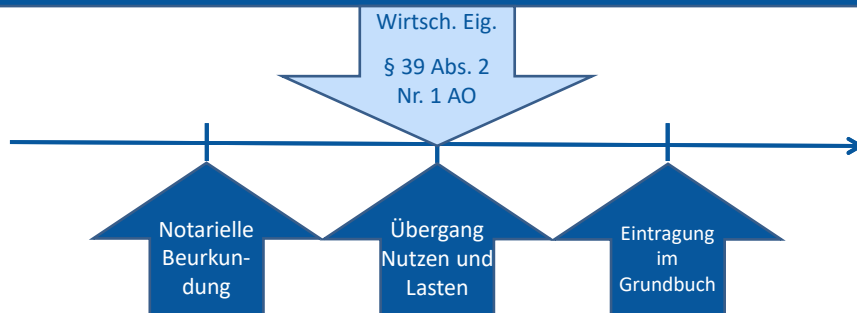 Wirtsch. Eig.
§ 39 Abs. 2
Nr. 1 AO
Notarielle
Beurkun-
dung
Übergang
Nutzen und
Lasten
Eintragung
im
Grundbuch